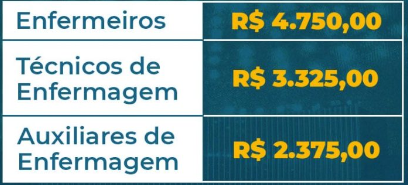 Enfermeiros R$ 4.750,00
Técnicos de
Enfermagem
R$ 3.325,00
Auxiliares de
Enfermagem
R$ 2.375,00